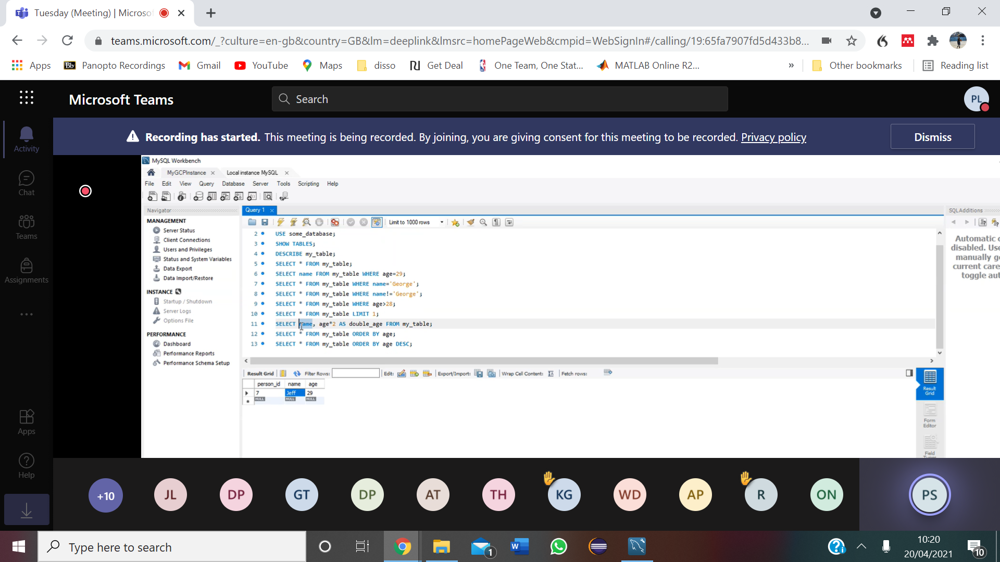 Tuesday (Meeting) | Microso
teams.microsoft.com/_?culture=en-gb&country=GB&lm=deeplink&lmsrc=homePageWeb&cmpid=WebSignIn#/calling/19:65fa7907fd5d433b8...
Apps Bb Panopto Recordings Gmail YouTube Maps disso Get Deal One Team, One Stat... MATLAB Online R2... » Other bookmarks Reading list
Microsoft Teams Search PL
Recording has started. This meeting is being recorded. By joining, you are giving consent for this meeting to be recorded. Privacy policy Dismiss
Activity
Chat
Teams
Assignments
Apps
Help
MySQL Workbench
MyGCPInstance Local instance MySQL
File Edit View Query Database Server Tools Scripting Help
Navigator
MANAGEMENT
Server Status
Client Connections
Users and Privileges
Status and System Variables
Data Export
Data Import/Restore
INSTANCE
Startup / Shutdown
Server Logs
Options File
PERFORMANCE
Dashboard
Performance Reports
Performance Schema Setup
Query 1
Limit to 1000 rows
2 USE some_database;
3 SHOW TABLES;
4 DESCRIBE my_table;
5 SELECT * FROM my_table;
6 SELECT name FROM my_table WHERE age=29;
7 SELECT * FROM my_table WHERE name='George';
8 SELECT * FROM my_table WHERE name!='George';
9 SELECT * FROM my_table WHERE age>28;
10 SELECT * FROM my_table LIMIT 1;
11 SELECT name, age*2 AS double_age FROM my_table;
12 SELECT * FROM my_table ORDER BY age;
13 SELECT * FROM my_table ORDER BY age DESC;
Result Grid Filter Rows: Edit: Export/Import: Wrap Cell Content: Fetch rows:
person_id name age
7 Jeff 29
NULL NULL NULL
Result
Grid
Form
Editor
Field
SQLAdditions
Automatic c
disabled. Use
manually ge
current care
toggle aut
+10 JL DP GT DP AT TH KG WD AP R ON PS
Type here to search
1
10:20
20/04/2021
10